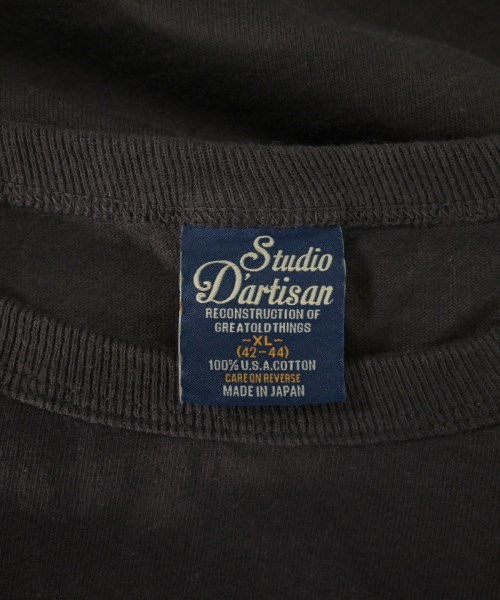 Studio
D'artisan
RECONSTRUCTION OF
GREATOLDTHINGS
~XL~
(42-44)
100% U.S.A.COTTON
CARE ON REVERSE
MADE IN JAPAN